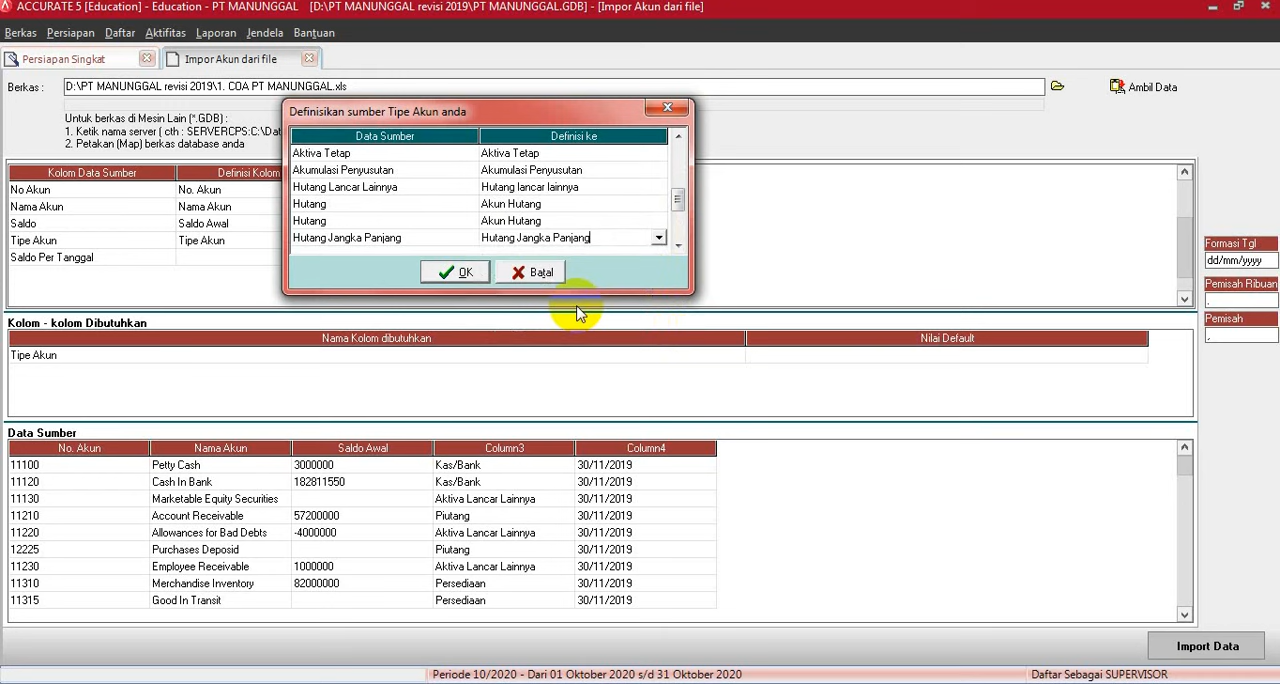 ACCURATE 5 [Education] - Education - PT MANUNGGAL [D:\PT MANUNGGAL revisi 2019\PT MANUNGGAL.GDB] - [Impor Akun dari file]
Berkas Persiapan Daftar Aktifitas Laporan Jendela Bantuan
Persiapan Singkat Impor Akun dari file
Berkas : D:\PT MANUNGGAL revisi 2019\1. COA PT MANUNGGAL.xls Ambil Data
Untuk berkas di Mesin Lain (*.GDB) :
1. Ketik nama server ( cth : SERVERCPS:C:\Dat
2. Petakan (Map) berkas database anda
Kolom Data Sumber Definisi Kolom
No Akun No. Akun
Nama Akun Nama Akun
Saldo Saldo Awal
Tipe Akun Tipe Akun
Saldo Per Tanggal
Definisikan sumber Tipe Akun anda
Data Sumber Definisi ke
Aktiva Tetap Aktiva Tetap
Akumulasi Penyusutan Akumulasi Penyusutan
Hutang Lancar Lainnya Hutang lancar lainnya
Hutang Akun Hutang
Hutang Akun Hutang
Hutang Jangka Panjang Hutang Jangka Panjang
OK Batal
Formasi Tgl
dd/mm/yyyy
Pemisah Ribuan
.
Pemisah
,
Kolom - kolom Dibutuhkan
Nama Kolom dibutuhkan Nilai Default
Tipe Akun
Data Sumber
No. Akun Nama Akun Saldo Awal Column3 Column4
11100 Petty Cash 3000000 Kas/Bank 30/11/2019
11120 Cash In Bank 182811550 Kas/Bank 30/11/2019
11130 Marketable Equity Securities Aktiva Lancar Lainnya 30/11/2019
11210 Account Receivable 57200000 Piutang 30/11/2019
11220 Allowances for Bad Debts -4000000 Aktiva Lancar Lainnya 30/11/2019
12225 Purchases Deposid Piutang 30/11/2019
11230 Employee Receivable 1000000 Aktiva Lancar Lainnya 30/11/2019
11310 Merchandise Inventory 82000000 Persediaan 30/11/2019
11315 Good In Transit Persediaan 30/11/2019
Import Data
Periode 10/2020 - Dari 01 Oktober 2020 s/d 31 Oktober 2020 Daftar Sebagai SUPERVISOR